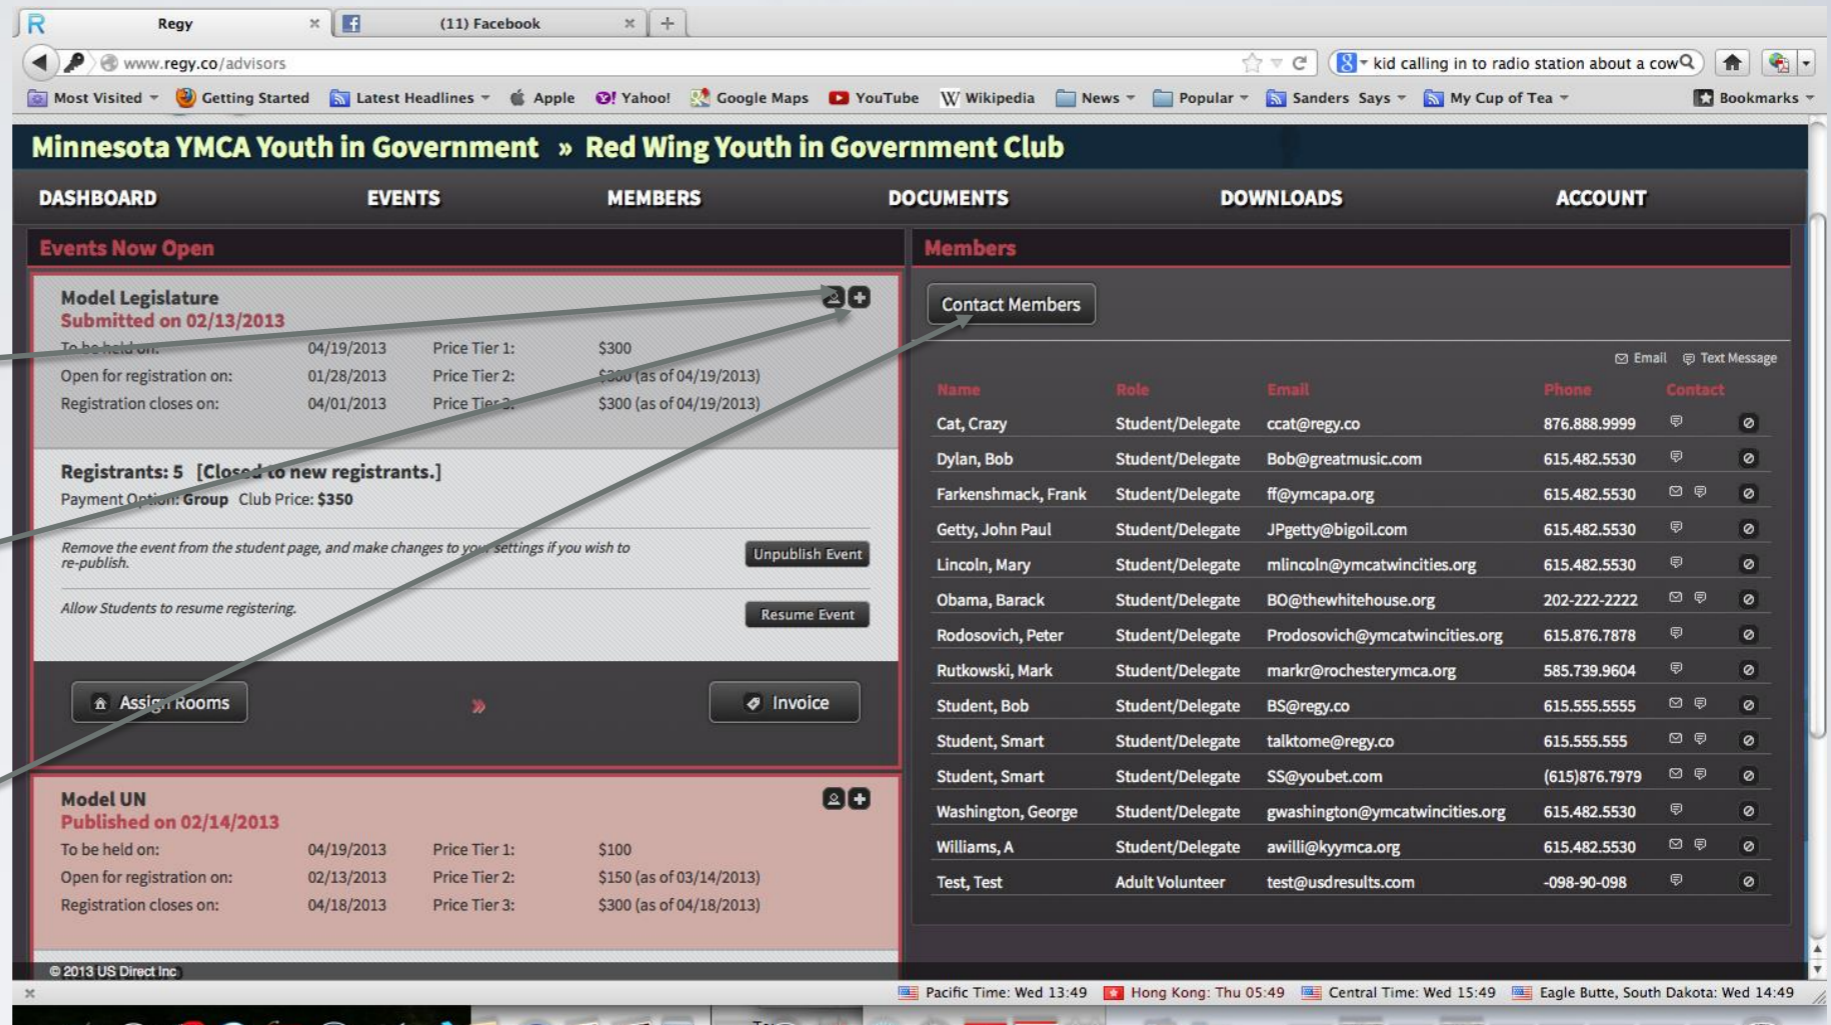 Regy
(11) Facebook
www.regy.co/advisors
kid calling in to radio station about a cow
Most Visited Getting Started Latest Headlines Apple Yahoo! Google Maps YouTube Wikipedia News Popular Sanders Says My Cup of Tea Bookmarks
Minnesota YMCA Youth in Government » Red Wing Youth in Government Club
DASHBOARD EVENTS MEMBERS DOCUMENTS DOWNLOADS ACCOUNT
Events Now Open
Model Legislature
Submitted on 02/13/2013
To be held on: 04/19/2013 Price Tier 1: $300
Open for registration on: 01/28/2013 Price Tier 2: $300 (as of 04/19/2013)
Registration closes on: 04/01/2013 Price Tier 3: $300 (as of 04/19/2013)
Registrants: 5 [Closed to new registrants.]
Payment Option: Group Club Price: $350
Remove the event from the student page, and make changes to your settings if you wish to
re-publish.
Unpublish Event
Allow Students to resume registering.
Resume Event
Assign Rooms » Invoice
Model UN
Published on 02/14/2013
To be held on: 04/19/2013 Price Tier 1: $100
Open for registration on: 02/13/2013 Price Tier 2: $150 (as of 03/14/2013)
Registration closes on: 04/18/2013 Price Tier 3: $300 (as of 04/18/2013)
Members
Contact Members
Email Text Message
Name Role Email Phone Contact
Cat, Crazy Student/Delegate ccat@regy.co 876.888.9999
Dylan, Bob Student/Delegate Bob@greatmusic.com 615.482.5530
Farkenshmack, Frank Student/Delegate ff@ymcapa.org 615.482.5530
Getty, John Paul Student/Delegate JPgetty@bigoil.com 615.482.5530
Lincoln, Mary Student/Delegate mlincoln@ymcatwincities.org 615.482.5530
Obama, Barack Student/Delegate BO@thewhitehouse.org 202-222-2222
Rodosovich, Peter Student/Delegate Prodosovich@ymcatwincities.org 615.876.7878
Rutkowski, Mark Student/Delegate markr@rochesterymca.org 585.739.9604
Student, Bob Student/Delegate BS@regy.co 615.555.5555
Student, Smart Student/Delegate talktome@regy.co 615.555.555
Student, Smart Student/Delegate SS@youbet.com (615)876.7979
Washington, George Student/Delegate gwashington@ymcatwincities.org 615.482.5530
Williams, A Student/Delegate awilli@kyymca.org 615.482.5530
Test, Test Adult Volunteer test@usdresults.com -098-90-098
© 2013 US Direct Inc
Pacific Time: Wed 13:49 Hong Kong: Thu 05:49 Central Time: Wed 15:49 Eagle Butte, South Dakota: Wed 14:49